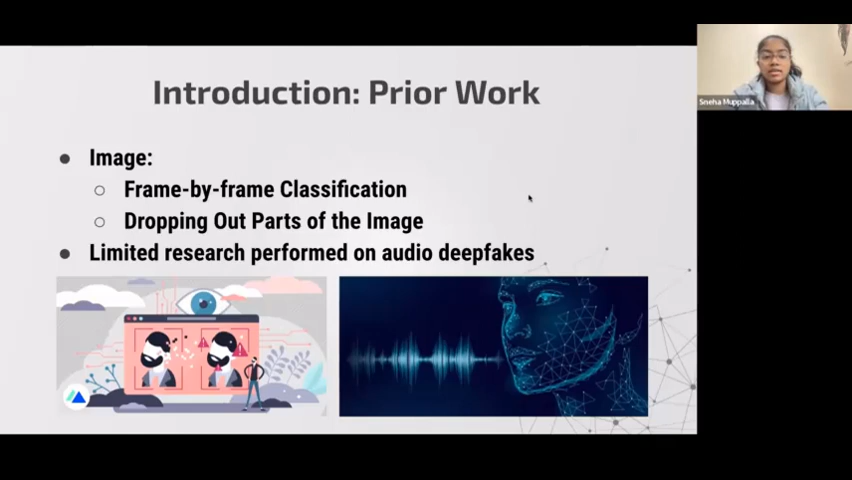 Introduction: Prior Work
● Image:
○ Frame-by-frame Classification
○ Dropping Out Parts of the Image
● Limited research performed on audio deepfakes
Sneha Muppalla